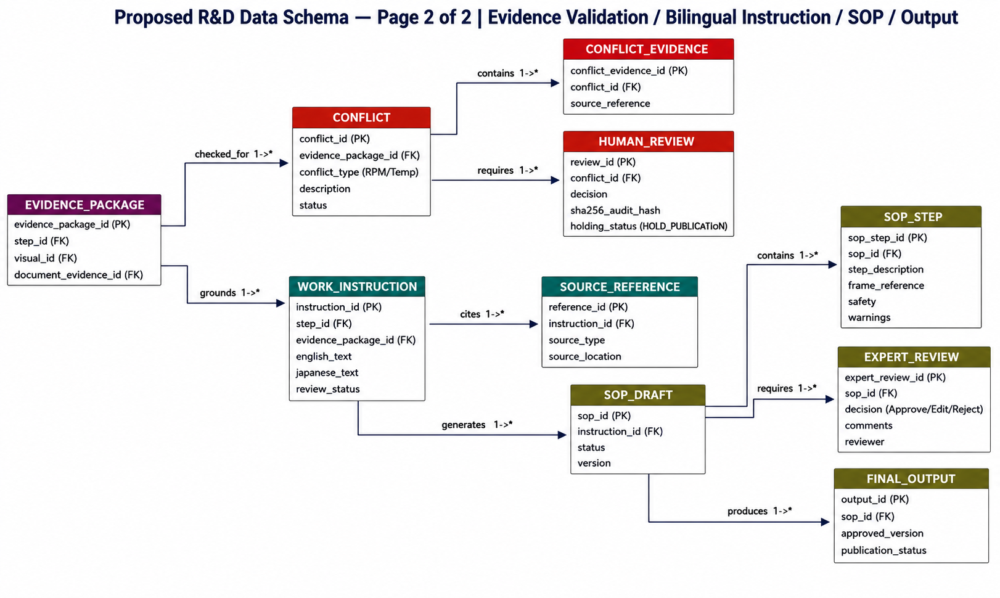 Proposed R&D Data Schema — Page 2 of 2 | Evidence Validation / Bilingual Instruction / SOP / Output
EVIDENCE_PACKAGE
evidence_package_id (PK)
step_id (FK)
visual_id (FK)
document_evidence_id (FK)
checked_for 1->*
grounds 1->*
CONFLICT
conflict_id (PK)
evidence_package_id (FK)
conflict_type (RPM/Temp)
description
status
contains 1->*
requires 1->*
CONFLICT_EVIDENCE
conflict_evidence_id (PK)
conflict_id (FK)
source_reference
HUMAN_REVIEW
review_id (PK)
conflict_id (FK)
decision
sha256_audit_hash
holding_status (HOLD_PUBLICATIoN)
WORK_INSTRUCTION
instruction_id (PK)
step_id (FK)
evidence_package_id (FK)
english_text
japanese_text
review_status
cites 1->*
generates 1->*
SOURCE_REFERENCE
reference_id (PK)
instruction_id (FK)
source_type
source_location
SOP_DRAFT
sop_id (PK)
instruction_id (FK)
status
version
contains 1->*
requires 1->*
produces 1->*
SOP_STEP
sop_step_id (PK)
sop_id (FK)
step_description
frame_reference
safety
warnings
EXPERT_REVIEW
expert_review_id (PK)
sop_id (FK)
decision (Approve/Edit/Reject)
comments
reviewer
FINAL_OUTPUT
output_id (PK)
sop_id (FK)
approved_version
publication_status